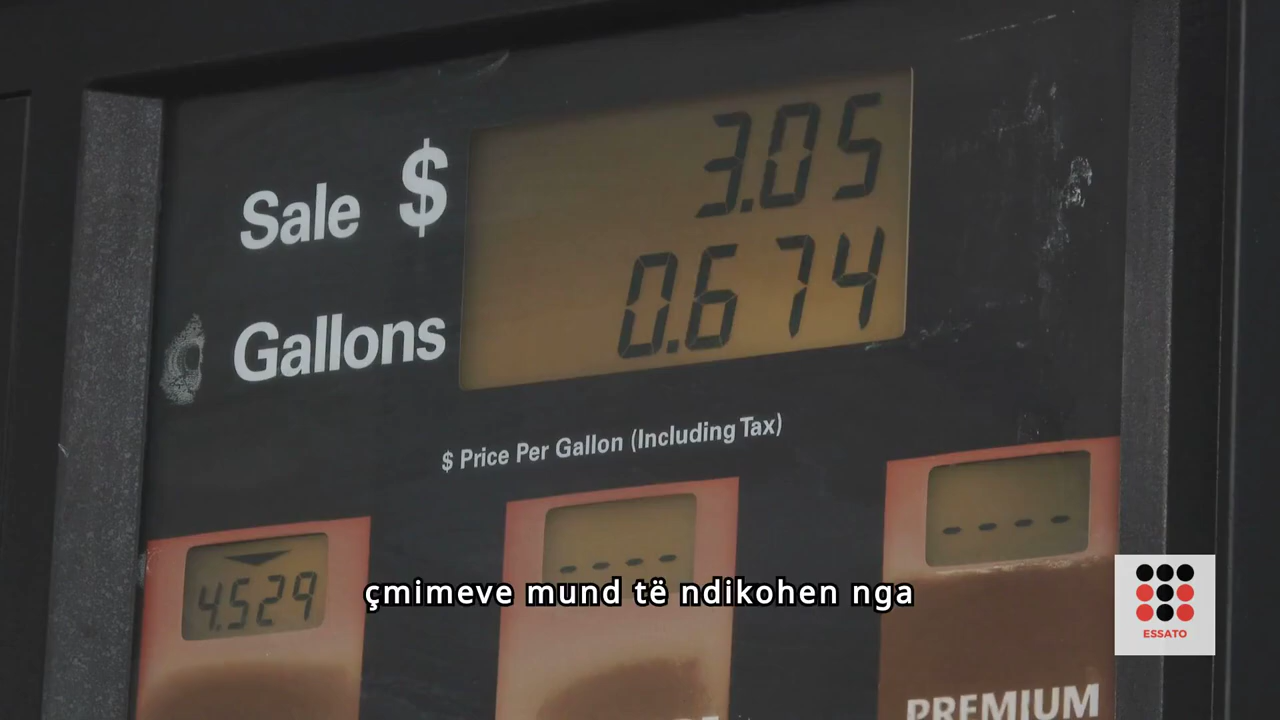 Sale $ 3.05
Gallons 0.674
$ Price Per Gallon (Including Tax)
4.529
- - - -
- - - -
çmimeve mund të ndikohen nga
ESSATO
PREMIUM